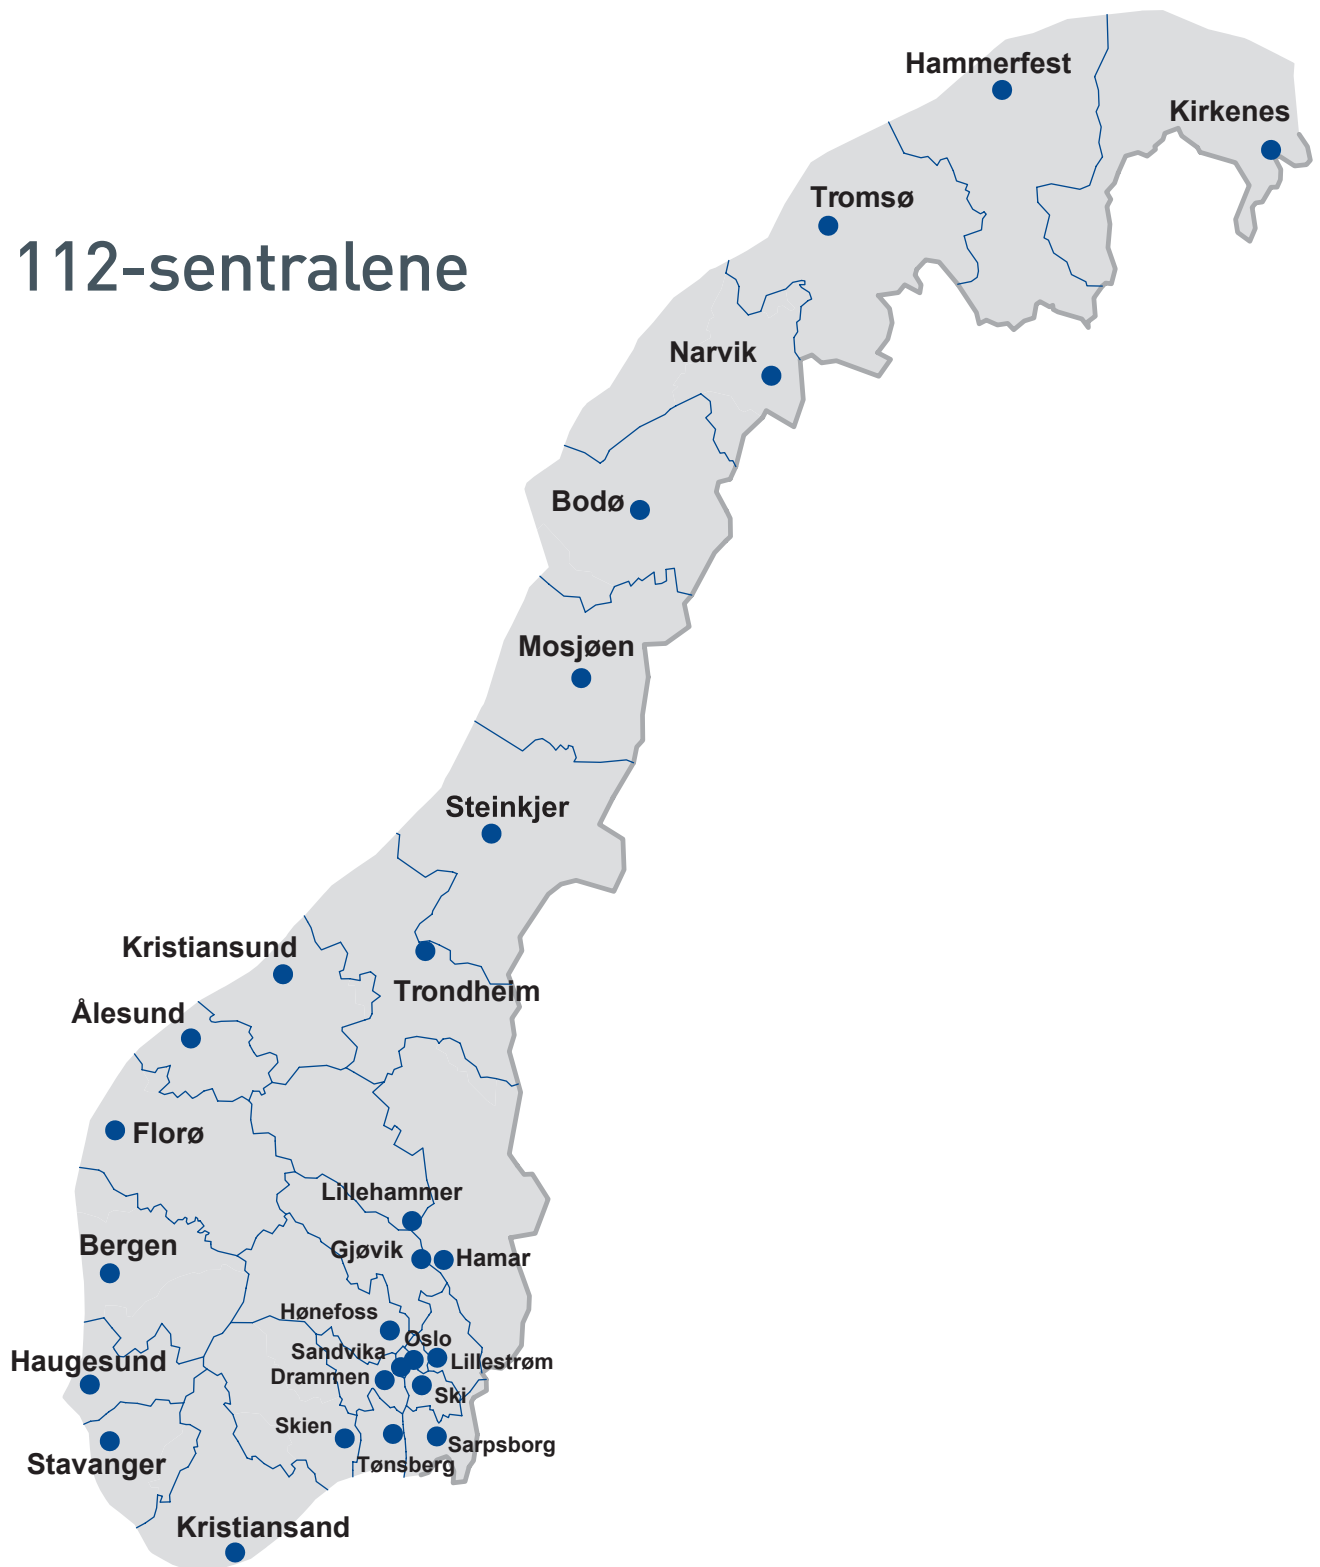 Hammerfest
Kirkenes
Tromsø
112-sentralene
Narvik
Bodø
Mosjøen
Steinkjer
Kristiansund
Trondheim
Ålesund
Florø
Lillehammer
Bergen
Gjøvik
Hamar
Hønefoss
Oslo
Sandvika
Lillestrøm
Haugesund
Drammen
Ski
Skien
Sarpsborg
Stavanger
Tønsberg
Kristiansand